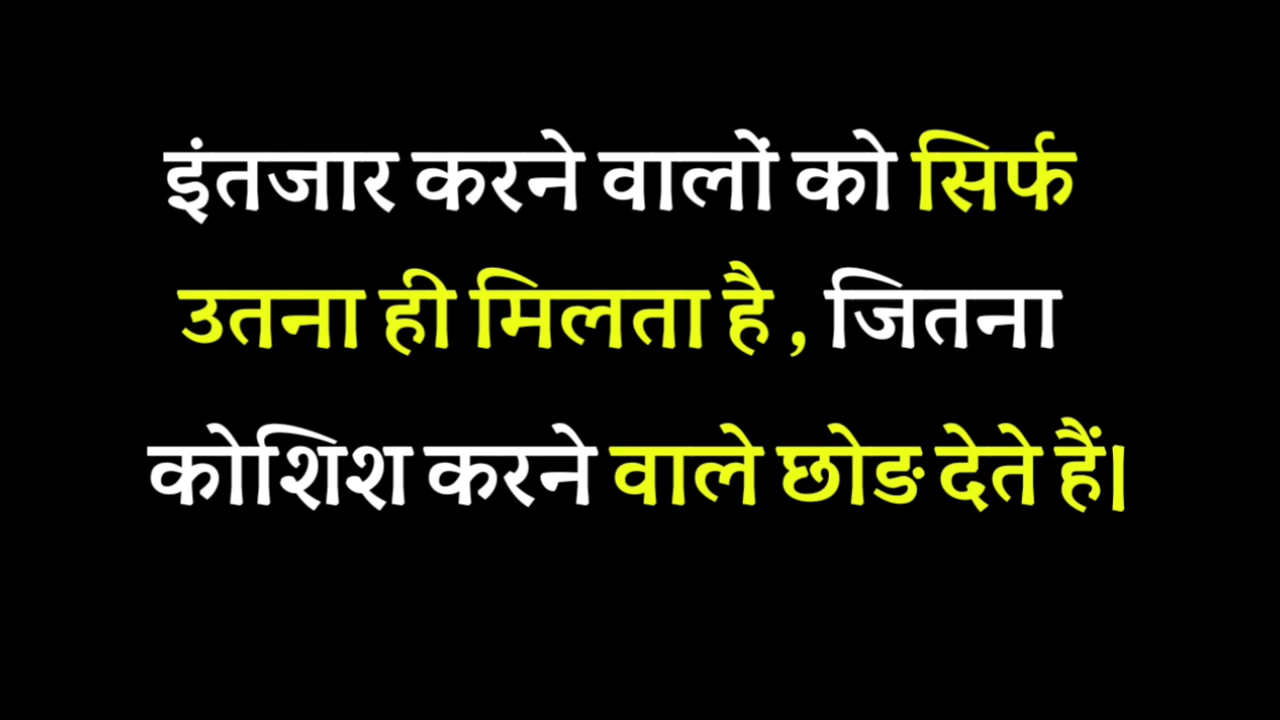 इंतजार करने वालों को सिर्फ
उतना ही मिलता है , जितना
कोशिश करने वाले छोङ देते हैं।